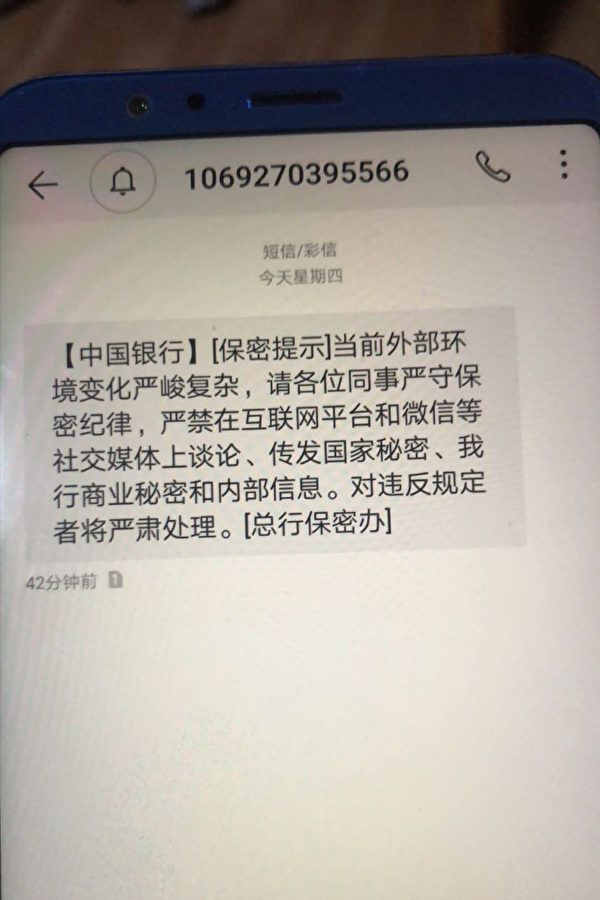 1069270395566
短信/彩信
今天星期四
【中国银行】[保密提示]当前外部环
境变化严峻复杂，请各位同事严守保
密纪律，严禁在互联网平台和微信等
社交媒体上谈论、传发国家秘密、我
行商业秘密和内部信息。对违反规定
者将严肃处理。[总行保密办]
42分钟前 1